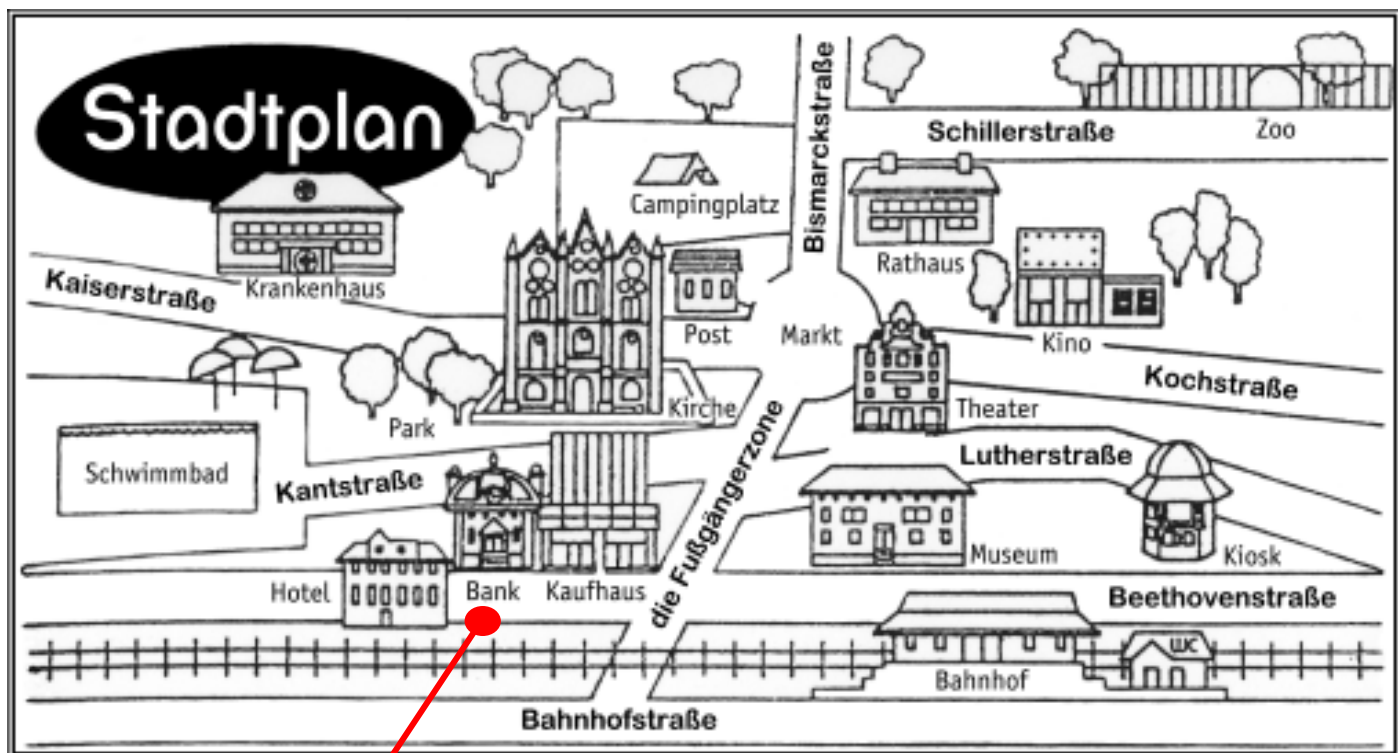 Stadtplan
Bismarckstraße
Schillerstraße
Zoo
Campingplatz
Rathaus
Kaiserstraße
Krankenhaus
Post
Markt
Kino
Kochstraße
Kirche
Theater
Park
Schwimmbad
Kantstraße
die Fußgängerzone
Lutherstraße
Museum
Kiosk
Hotel
Bank
Kaufhaus
Beethovenstraße
WC
Bahnhof
Bahnhofstraße